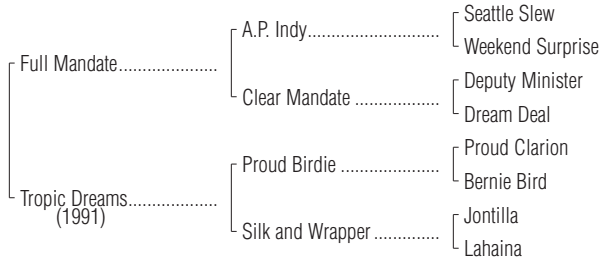 Seattle Slew
A.P. Indy..............................
Weekend Surprise
Full Mandate......................
Deputy Minister
Clear Mandate ...................
Dream Deal
Proud Clarion
Proud Birdie ......................
Bernie Bird
Tropic Dreams....................
(1991)
Jontilla
Silk and Wrapper ...............
Lahaina